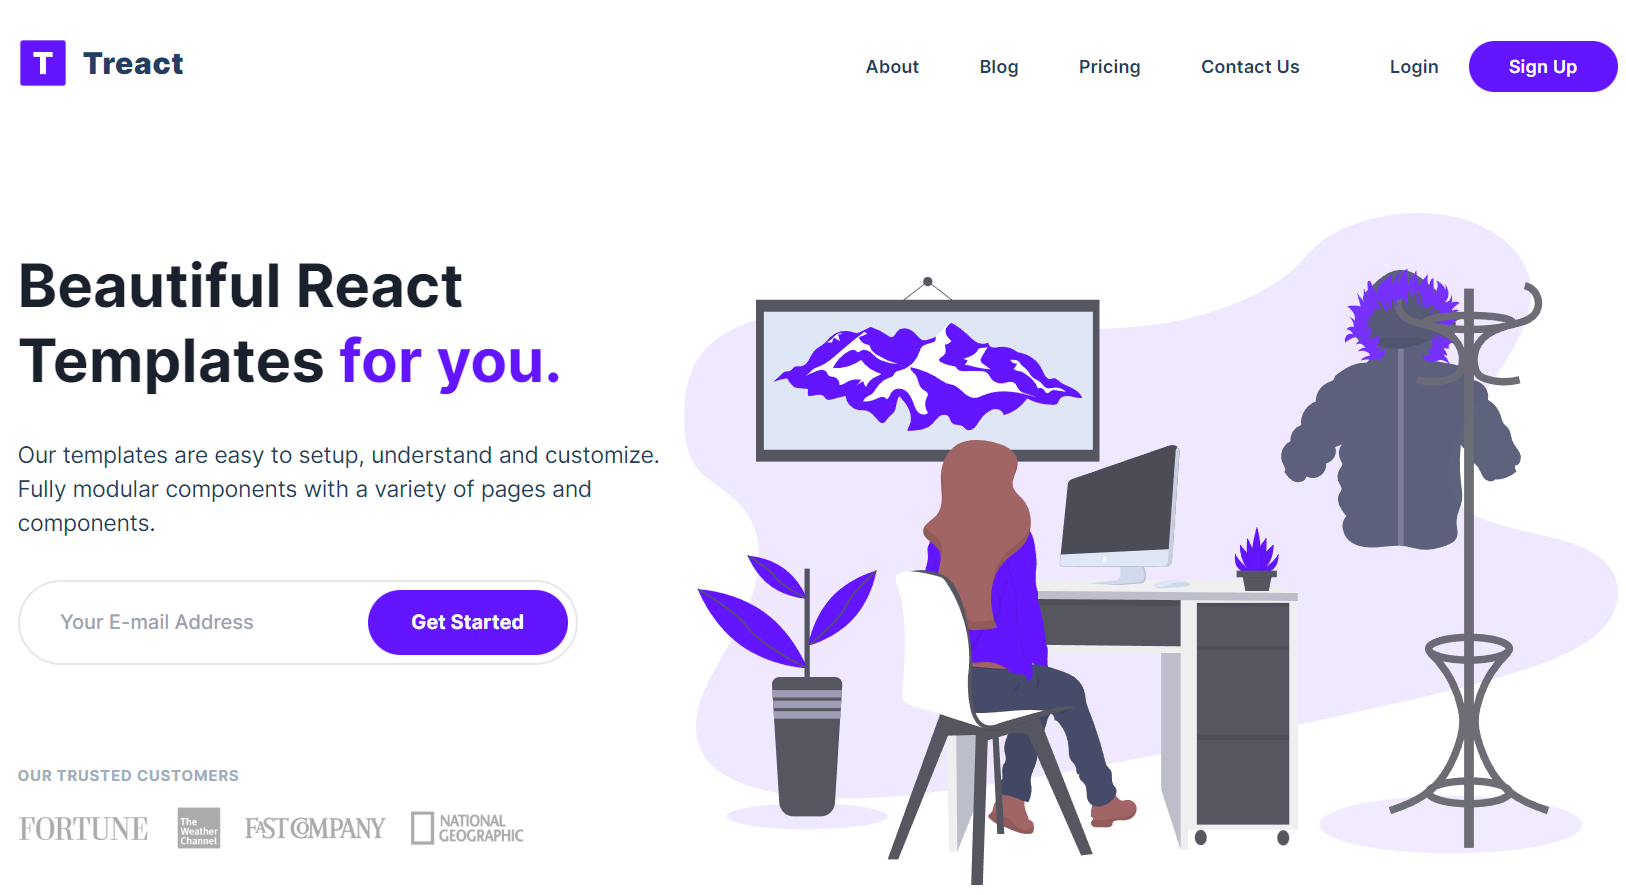 T Treact
About Blog Pricing Contact Us Login Sign Up
Beautiful React
Templates for you.
Our templates are easy to setup, understand and customize.
Fully modular components with a variety of pages and
components.
Your E-mail Address Get Started
OUR TRUSTED CUSTOMERS
FORTUNE
The
Weather
Channel
FAST COMPANY
NATIONAL
GEOGRAPHIC